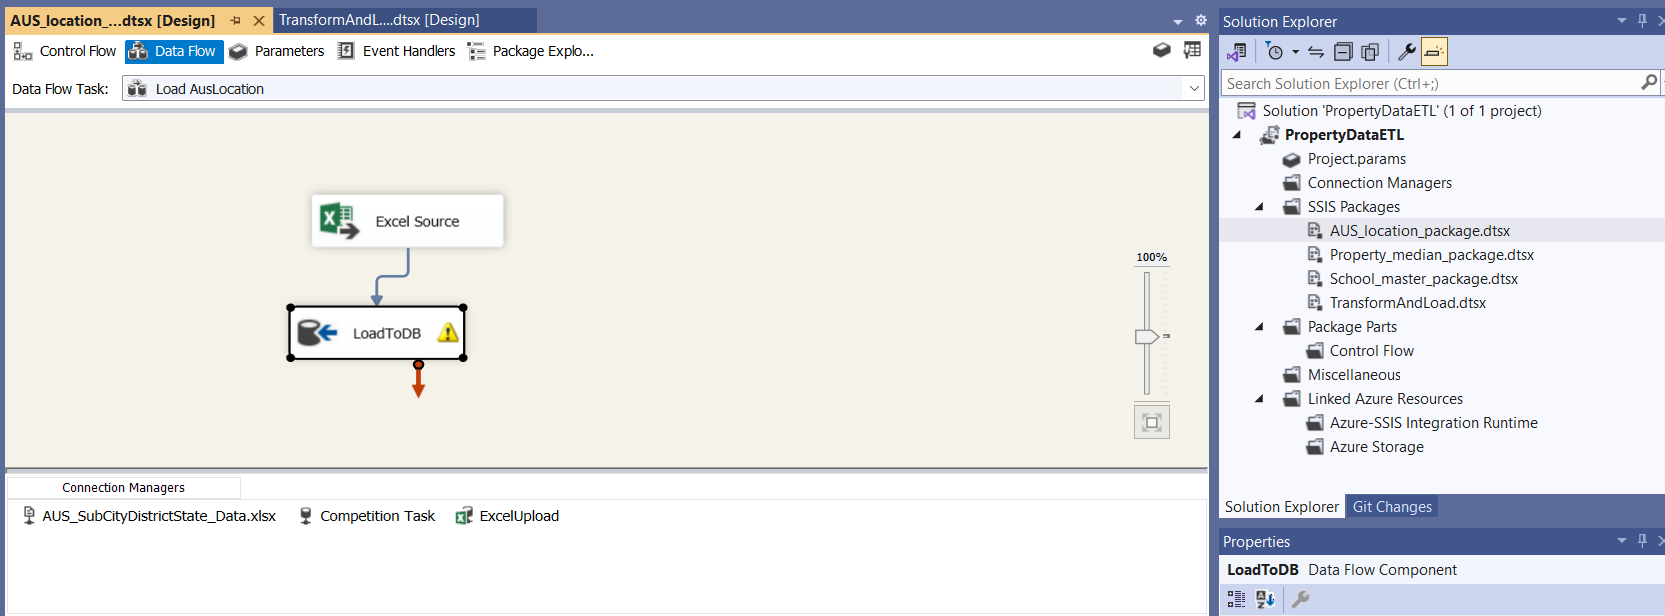 AUS_location_...dtsx [Design]
TransformAndL....dtsx [Design]
Control Flow
Data Flow
Parameters
Event Handlers
Package Explo...
Data Flow Task:
Load AusLocation
Excel Source
LoadToDB
100%
Connection Managers
AUS_SubCityDistrictState_Data.xlsx
Competition Task
ExcelUpload
Solution Explorer
Search Solution Explorer (Ctrl+;)
Solution 'PropertyDataETL' (1 of 1 project)
PropertyDataETL
Project.params
Connection Managers
SSIS Packages
AUS_location_package.dtsx
Property_median_package.dtsx
School_master_package.dtsx
TransformAndLoad.dtsx
Package Parts
Control Flow
Miscellaneous
Linked Azure Resources
Azure-SSIS Integration Runtime
Azure Storage
Solution Explorer
Git Changes
Properties
LoadToDB Data Flow Component